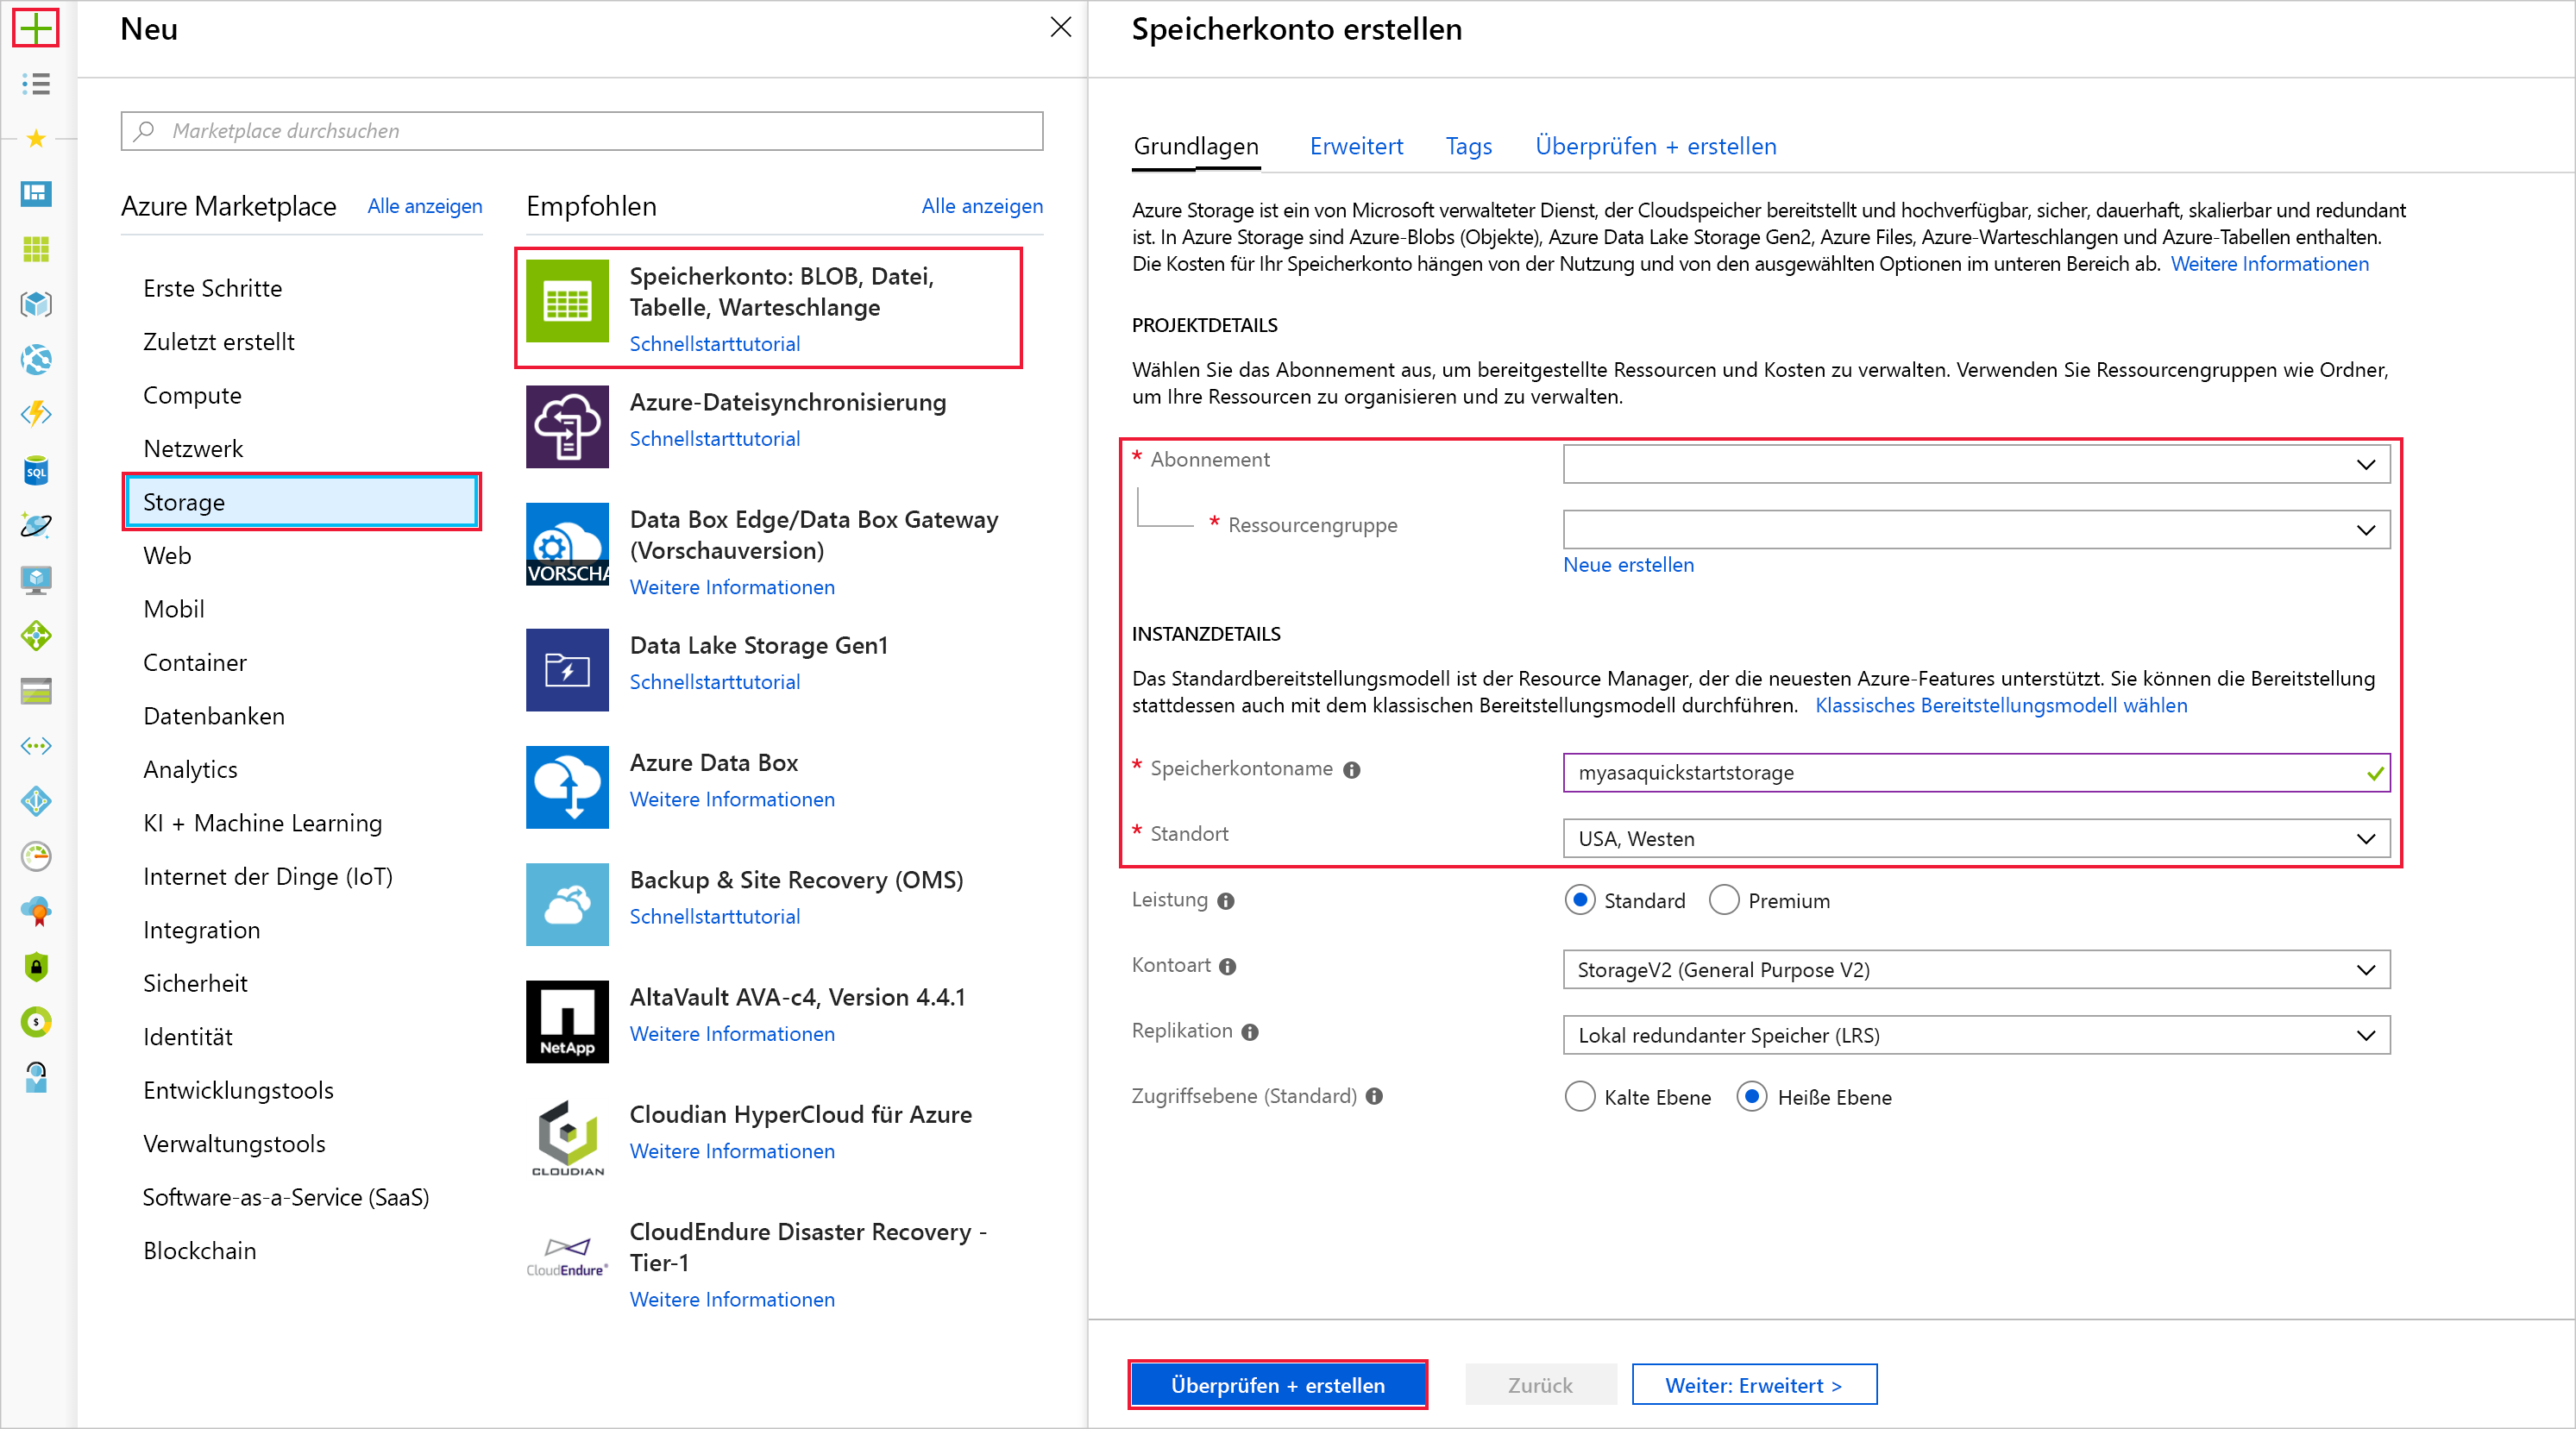 Neu
Marketplace durchsuchen
Azure Marketplace
Alle anzeigen
Erste Schritte
Zuletzt erstellt
Compute
Netzwerk
Storage
Web
Mobil
Container
Datenbanken
Analytics
KI + Machine Learning
Internet der Dinge (IoT)
Integration
Sicherheit
Identität
Entwicklungstools
Verwaltungstools
Software-as-a-Service (SaaS)
Blockchain
SQL
Empfohlen
Alle anzeigen
Speicherkonto: BLOB, Datei,
Tabelle, Warteschlange
Schnellstarttutorial
Azure-Dateisynchronisierung
Schnellstarttutorial
VORSCHA
Data Box Edge/Data Box Gateway
(Vorschauversion)
Weitere Informationen
Data Lake Storage Gen1
Schnellstarttutorial
Azure Data Box
Weitere Informationen
Backup & Site Recovery (OMS)
Schnellstarttutorial
NetApp
AltaVault AVA-c4, Version 4.4.1
Weitere Informationen
CLOUDIAN
Cloudian HyperCloud für Azure
Weitere Informationen
CloudEndure®
CloudEndure Disaster Recovery -
Tier-1
Weitere Informationen
Speicherkonto erstellen
Grundlagen Erweitert Tags Überprüfen + erstellen
Azure Storage ist ein von Microsoft verwalteter Dienst, der Cloudspeicher bereitstellt und hochverfügbar, sicher, dauerhaft, skalierbar und redundant
ist. In Azure Storage sind Azure-Blobs (Objekte), Azure Data Lake Storage Gen2, Azure Files, Azure-Warteschlangen und Azure-Tabellen enthalten.
Die Kosten für Ihr Speicherkonto hängen von der Nutzung und von den ausgewählten Optionen im unteren Bereich ab. Weitere Informationen
PROJEKTDETAILS
Wählen Sie das Abonnement aus, um bereitgestellte Ressourcen und Kosten zu verwalten. Verwenden Sie Ressourcengruppen wie Ordner,
um Ihre Ressourcen zu organisieren und zu verwalten.
* Abonnement
* Ressourcengruppe
Neue erstellen
INSTANZDETAILS
Das Standardbereitstellungsmodell ist der Resource Manager, der die neuesten Azure-Features unterstützt. Sie können die Bereitstellung
stattdessen auch mit dem klassischen Bereitstellungsmodell durchführen. Klassisches Bereitstellungsmodell wählen
* Speicherkontoname myasaquickstartstorage
* Standort USA, Westen
Leistung Standard Premium
Kontoart StorageV2 (General Purpose V2)
Replikation Lokal redundanter Speicher (LRS)
Zugriffsebene (Standard) Kalte Ebene Heiße Ebene
Überprüfen + erstellen Zurück Weiter: Erweitert >